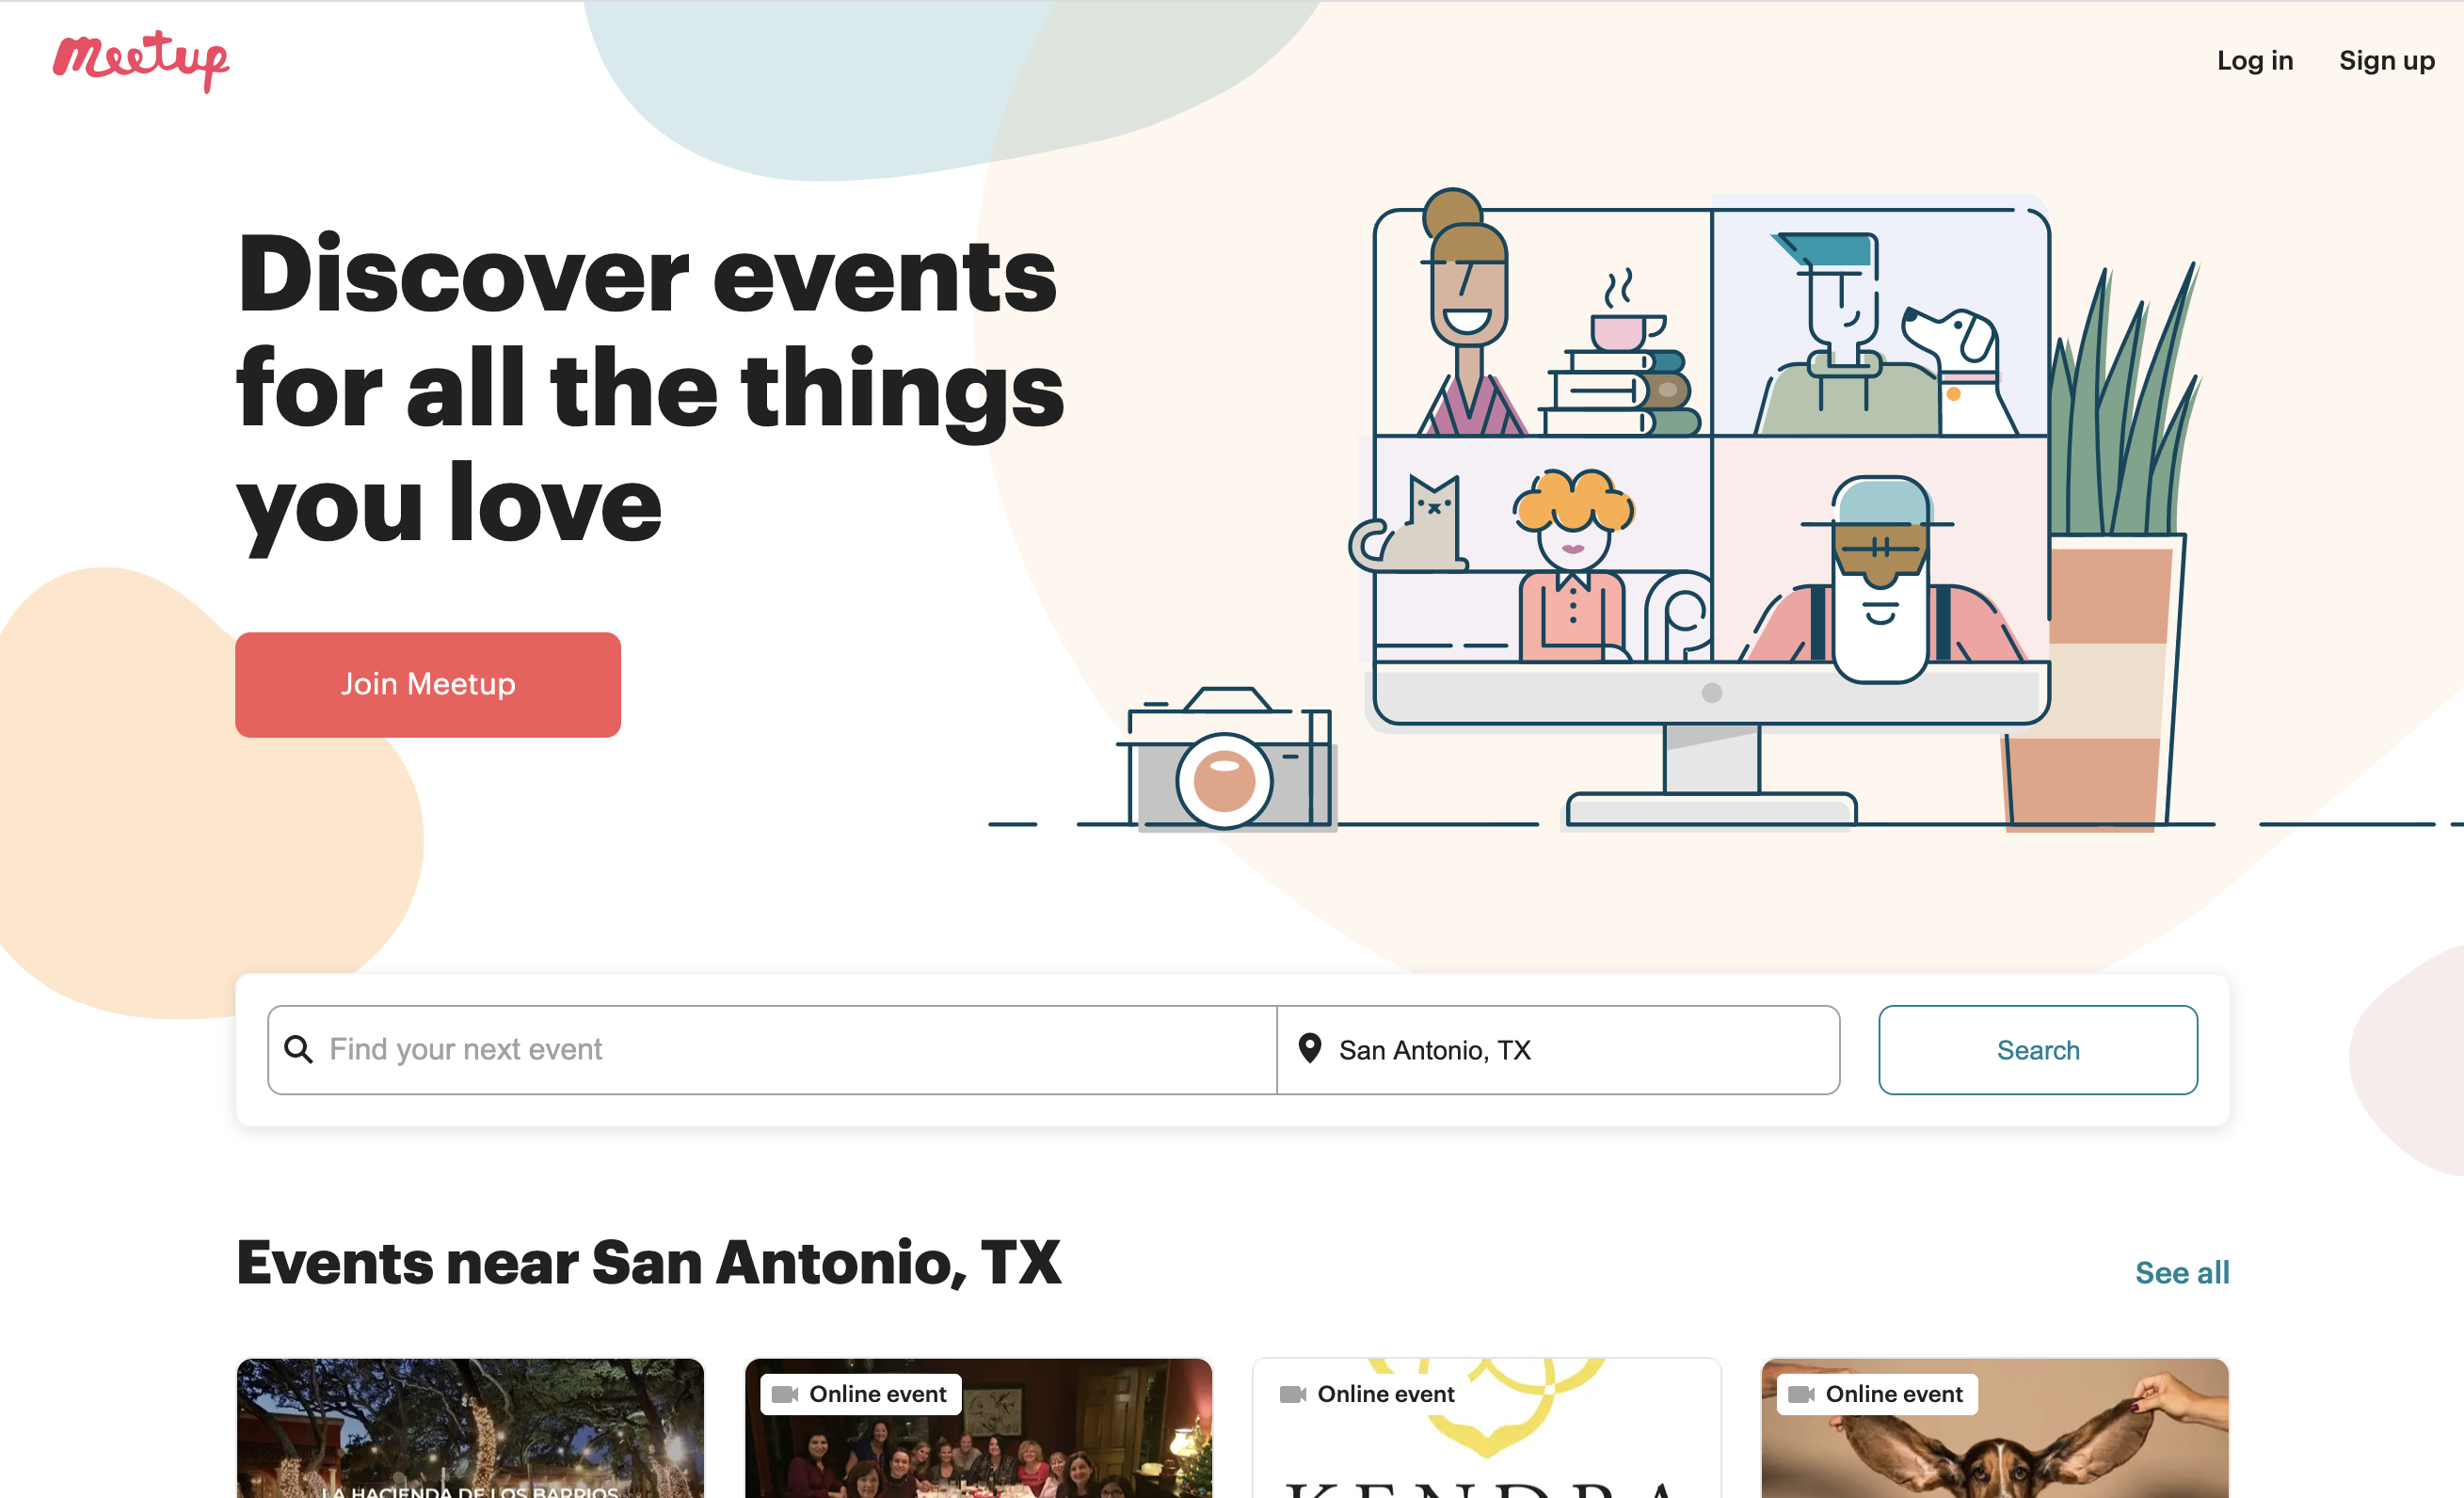 Meetup
Log in
Sign up
Discover events
for all the things
you love
Join Meetup
Find your next event
San Antonio, TX
Search
Events near San Antonio, TX
See all
Online event
Online event
Online event
LA HACIENDA DE LOS BARRIOS
KENDRA